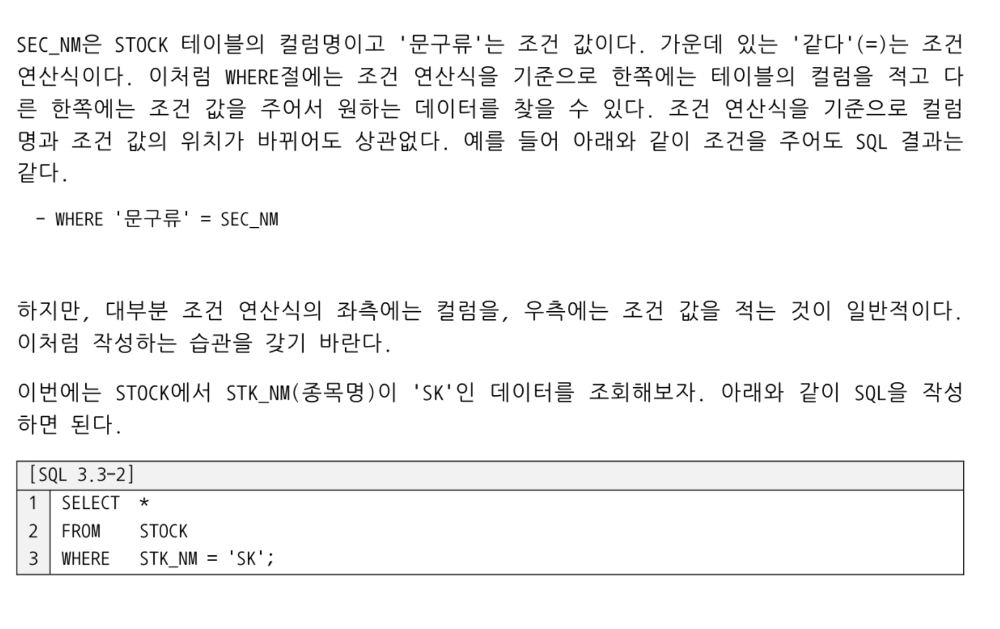 SEC_NM은 STOCK 테이블의 컬럼명이고 '문구류'는 조건 값이다. 가운데 있는 '같다'(=)는 조건
연산식이다. 이처럼 WHERE절에는 조건 연산식을 기준으로 한쪽에는 테이블의 컬럼을 적고 다
른 한쪽에는 조건 값을 주어서 원하는 데이터를 찾을 수 있다. 조건 연산식을 기준으로 컬럼
명과 조건 값의 위치가 바뀌어도 상관없다. 예를 들어 아래와 같이 조건을 주어도 SQL 결과는
같다.
- WHERE '문구류' = SEC_NM
하지만, 대부분 조건 연산식의 좌측에는 컬럼을, 우측에는 조건 값을 적는 것이 일반적이다.
이처럼 작성하는 습관을 갖기 바란다.
이번에는 STOCK에서 STK_NM(종목명)이 'SK'인 데이터를 조회해보자. 아래와 같이 SQL을 작성
하면 된다.
[SQL 3.3-2]
1 SELECT *
2 FROM STOCK
3 WHERE STK_NM = 'SK';